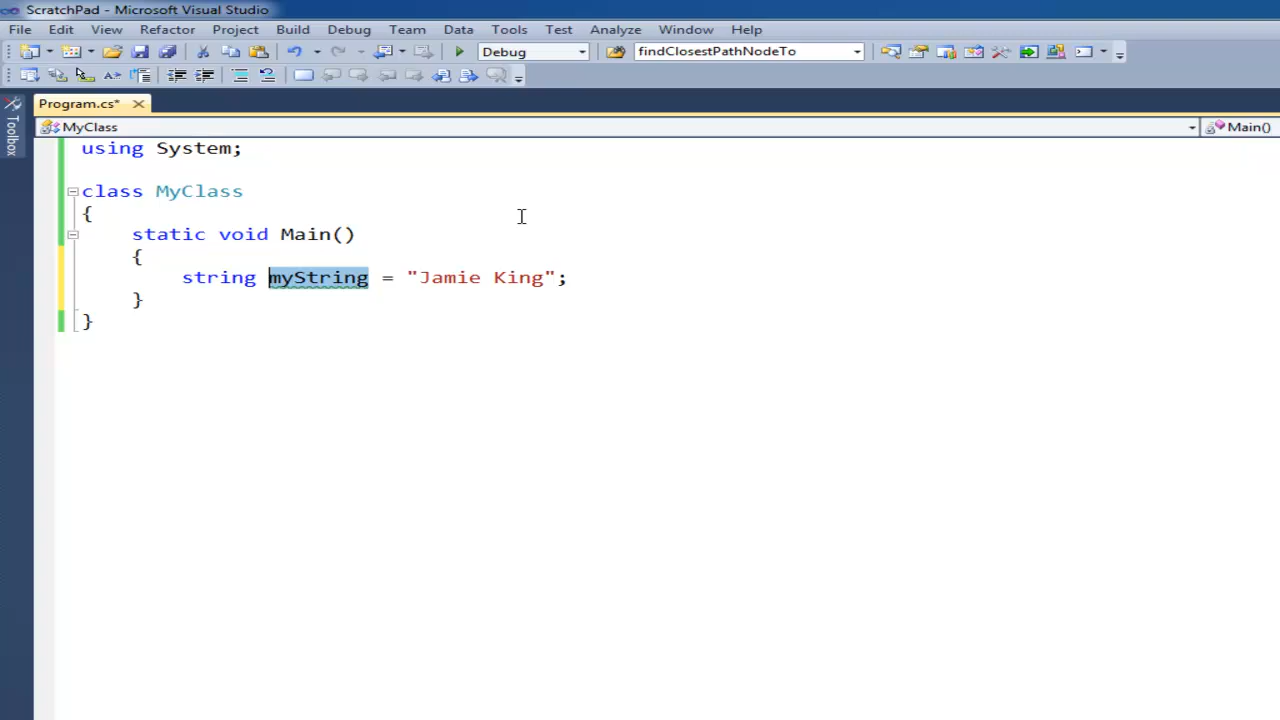 ScratchPad - Microsoft Visual Studio
File Edit View Refactor Project Build Debug Team Data Tools Test Analyze Window Help
Debug findClosestPathNodeTo
Toolbox
Program.cs*
MyClass Main()
using System;
class MyClass
{
static void Main()
{
string myString = "Jamie King";
}
}